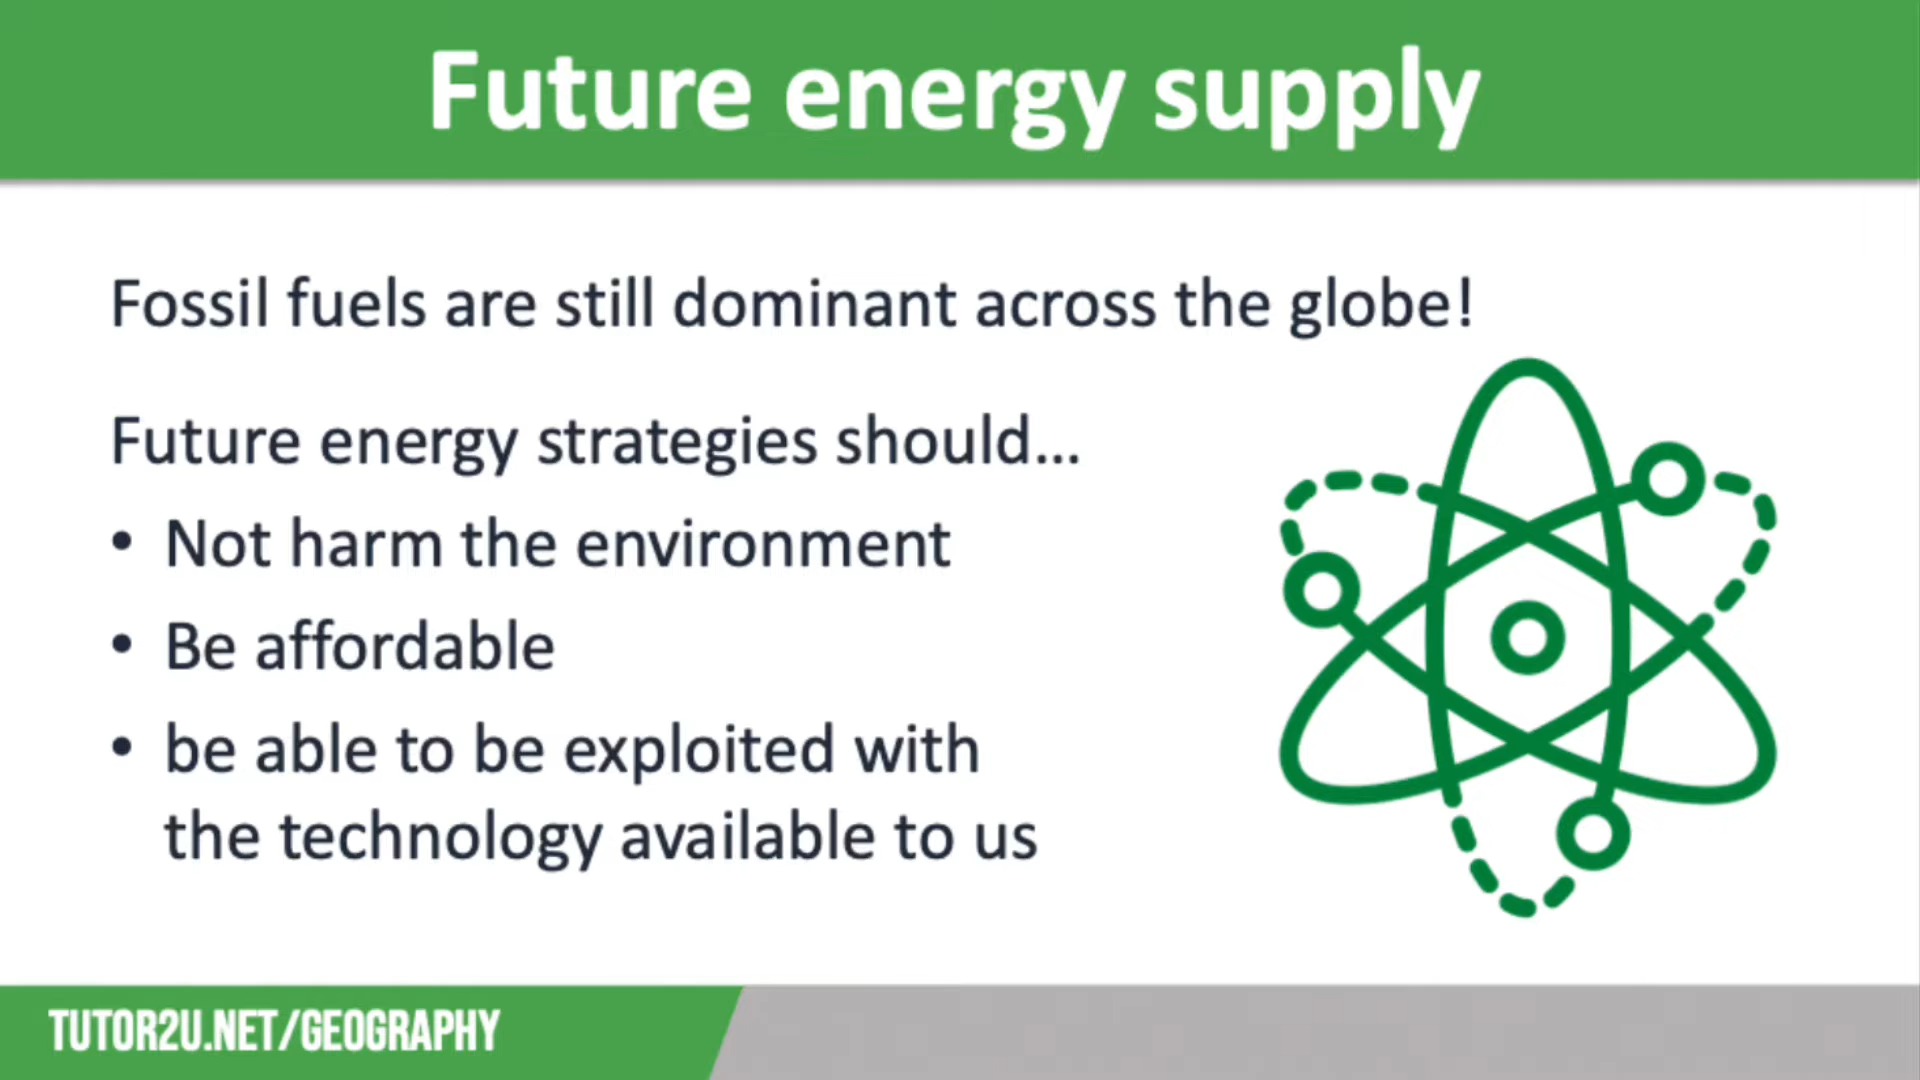 Future energy supply
Fossil fuels are still dominant across the globe!
Future energy strategies should...
• Not harm the environment
• Be affordable
• be able to be exploited with
the technology available to us
TUTOR2U.NET/GEOGRAPHY